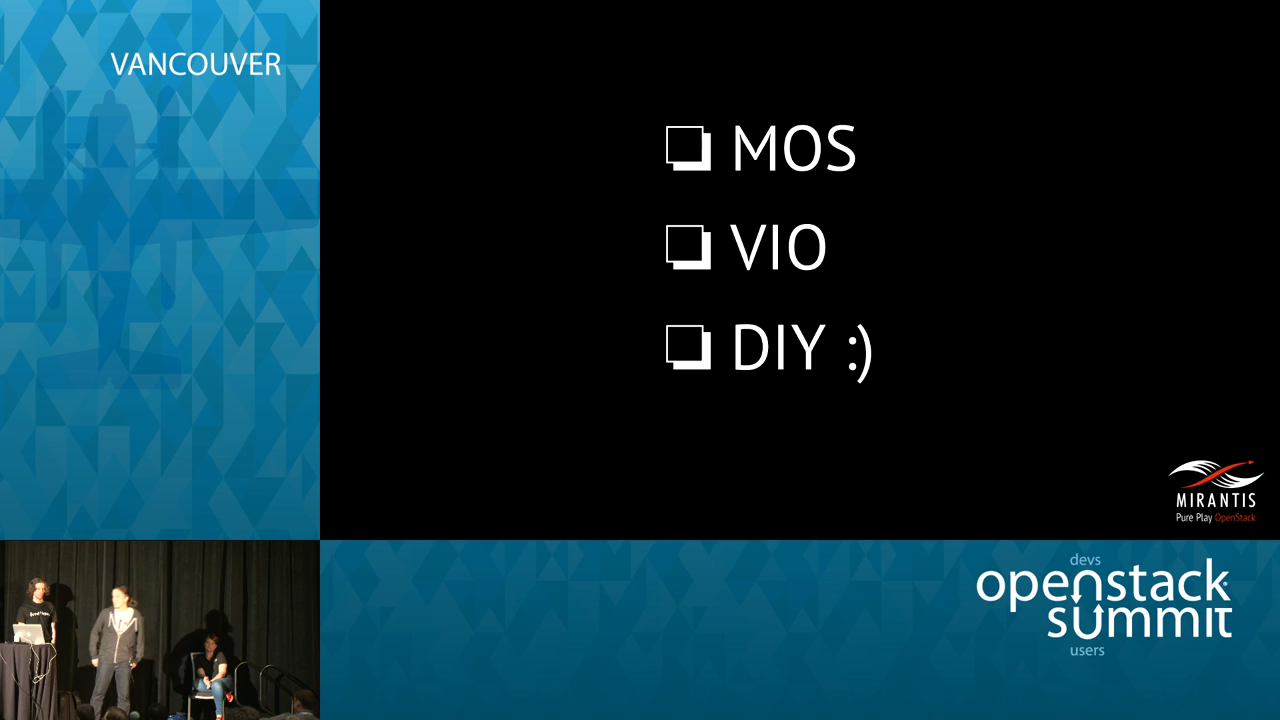 VANCOUVER
❑ MOS
❑ VIO
❑ DIY :)
MIRANTIS
Pure Play OpenStack
devs
openstack
summit
users